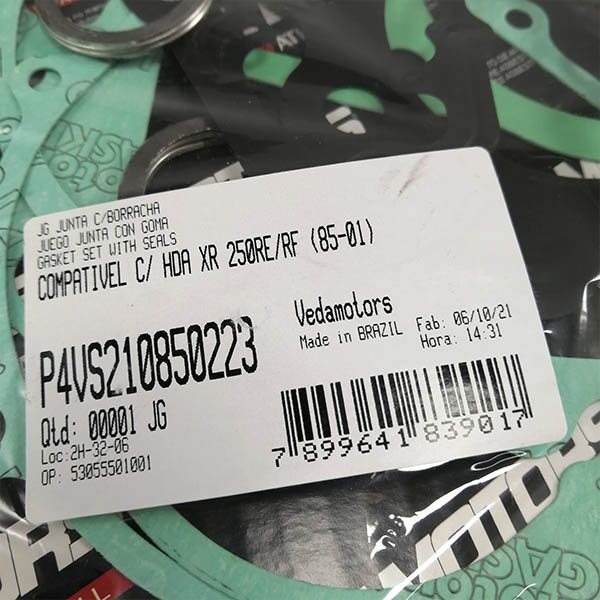 JG JUNTA C/BORRACHA
JUEGO JUNTA CON GOMA
GASKET SET WITH SEALS
COMPATIVEL C/ HDA XR 250RE/RF (85-01)
P4VS210850223
Vedamotors
Made in BRAZIL
Fab: 06/10/21
Hora: 14:31
Qtd: 00001 JG
Loc:2H-32-06
OP: 53055501001
7 899641 839017